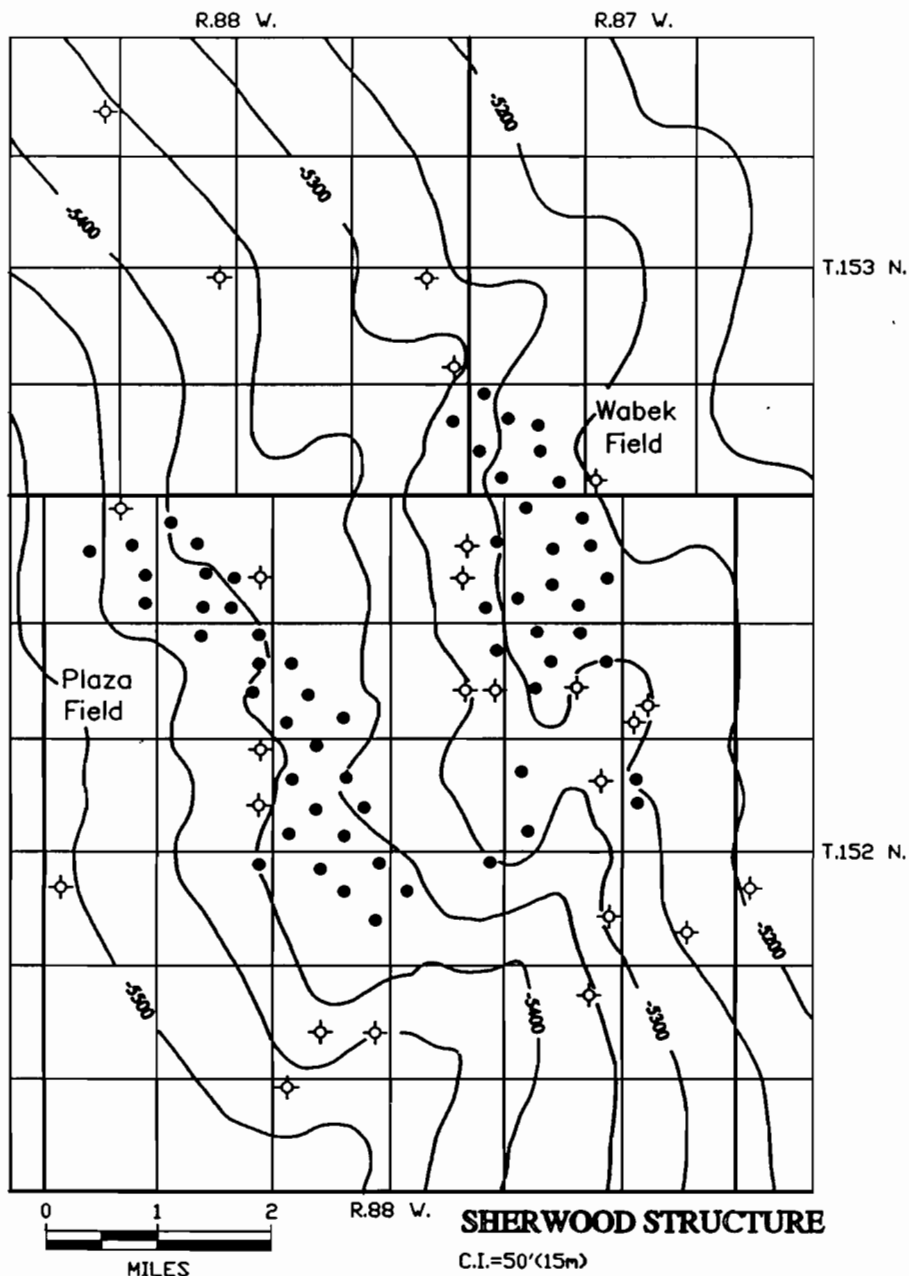 R.88 W. R.87 W.
-5200
-5300
-5400
T.153 N.
Wabek
Field
Plaza
Field
T.152 N.
-5200
-5500
-5400
-5300
0 1 2
MILES
R.88 W.
SHERWOOD STRUCTURE
C.I.=50'(15m)